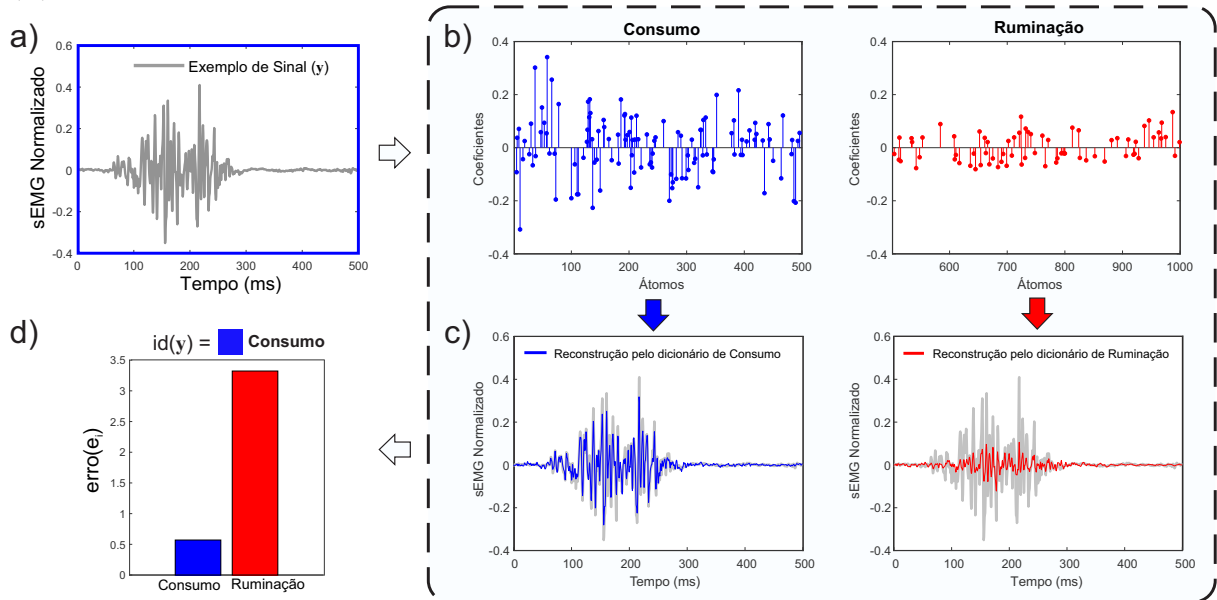 a)
0.6
0.4
0.2
0
-0.2
-0.4
sEMG Normalizado
Exemplo de Sinal (y)
0 100 200 300 400 500
Tempo (ms)
b)
Consumo
0.4
0.2
0
0.2
-0.4
Coeficientes
100 200 300 400 500
Átomos
Ruminação
0.4
0.2
0
0.2
-0.4
Coeficientes
600 700 800 900 1000
Átomos
c)
0.6
0.4
0.2
0
-0.2
-0.4
sEMG Normalizado
Reconstrução pelo dicionário de Consumo
0 100 200 300 400 500
Tempo (ms)
0.6
0.4
0.2
0
-0.2
-0.4
sEMG Normalizado
Reconstrução pelo dicionário de Ruminação
0 100 200 300 400 500
Tempo (ms)
d)
id(y) = Consumo
3.5
3
2.5
2
1.5
1
0.5
0
erro(eᵢ)
Consumo Ruminação